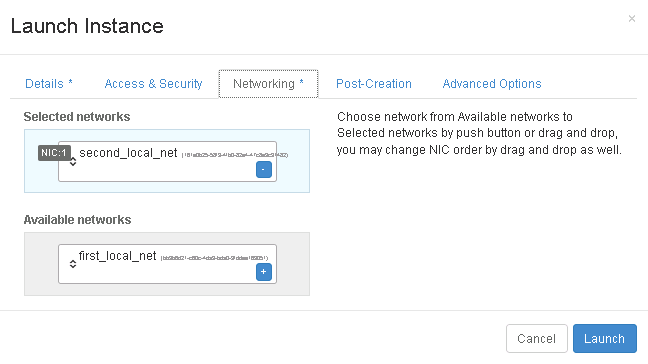 Launch Instance
×
Details * Access & Security Networking * Post-Creation Advanced Options
Selected networks
NIC:1 second_local_net
-
Available networks
first_local_net
+
Choose network from Available networks to
Selected networks by push button or drag and drop,
you may change NIC order by drag and drop as well.
Cancel Launch